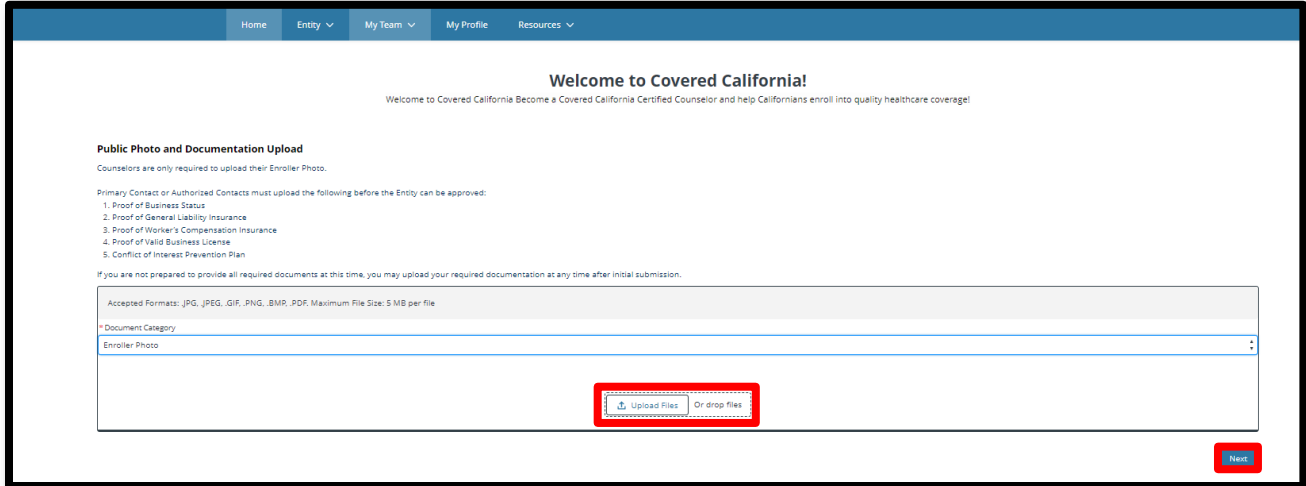 Home Entity My Team My Profile Resources
Welcome to Covered California!
Welcome to Covered California Become a Covered California Certified Counselor and help Californians enroll into quality healthcare coverage!
Public Photo and Documentation Upload
Counselors are only required to upload their Enroller Photo.
Primary Contact or Authorized Contacts must upload the following before the Entity can be approved:
1. Proof of Business Status
2. Proof of General Liability Insurance
3. Proof of Worker's Compensation Insurance
4. Proof of Valid Business License
5. Conflict of Interest Prevention Plan
If you are not prepared to provide all required documents at this time, you may upload your required documentation at any time after initial submission.
Accepted Formats: .JPG, .JPEG, .GIF, .PNG, .BMP, .PDF, Maximum File Size: 5 MB per file
* Document Category
Enroller Photo
Upload Files Or drop files
Next